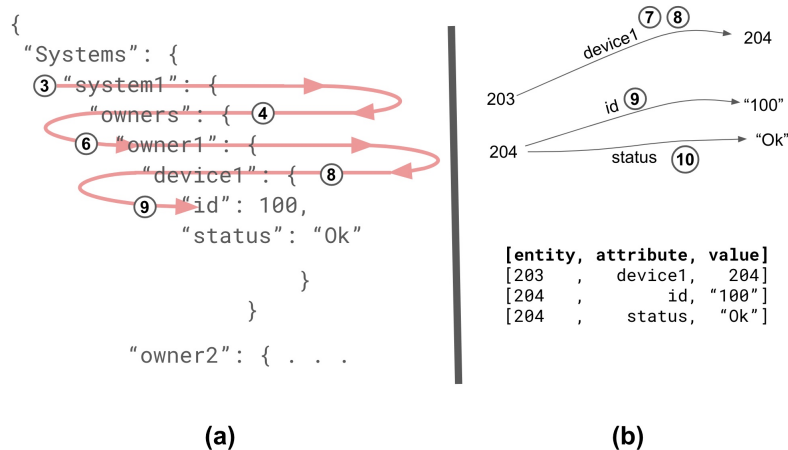 {
“Systems”: {
③ “system1”: {
“owners”: { ④
⑥ “owner1”: {
“device1”: { ⑧
⑨ “id”: 100,
“status”: “Ok”
}
}
“owner2”: { . . .
(a)
⑦ ⑧
device1
204
203
id ⑨
“100”
204
“Ok”
status ⑩
[entity, attribute, value]
[203 , device1, 204]
[204 , id, “100”]
[204 , status, “Ok”]
(b)